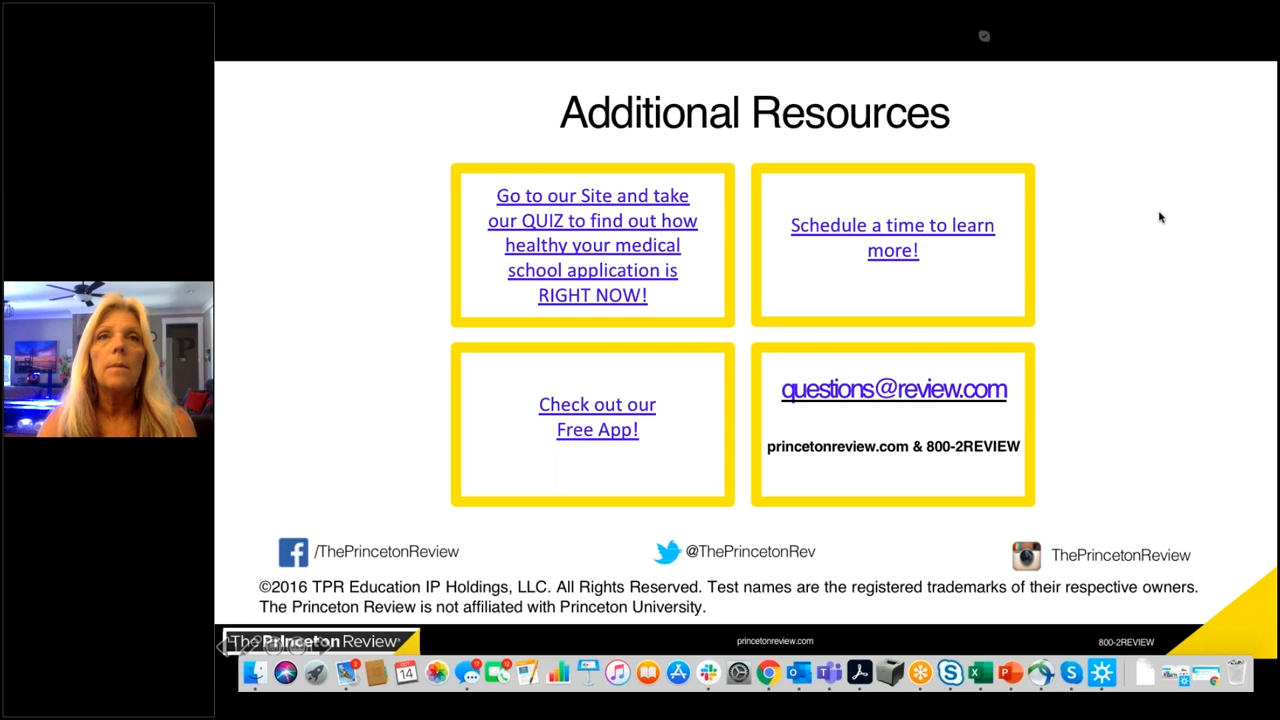 Additional Resources
Go to our Site and take
our QUIZ to find out how
healthy your medical
school application is
RIGHT NOW!
Schedule a time to learn
more!
Check out our
Free App!
questions@review.com
princetonreview.com & 800-2REVIEW
/ThePrincetonReview
@ThePrincetonRev
ThePrincetonReview
©2016 TPR Education IP Holdings, LLC. All Rights Reserved. Test names are the registered trademarks of their respective owners.
The Princeton Review is not affiliated with Princeton University.
The Princeton Review
princetonreview.com
800-2REVIEW
14